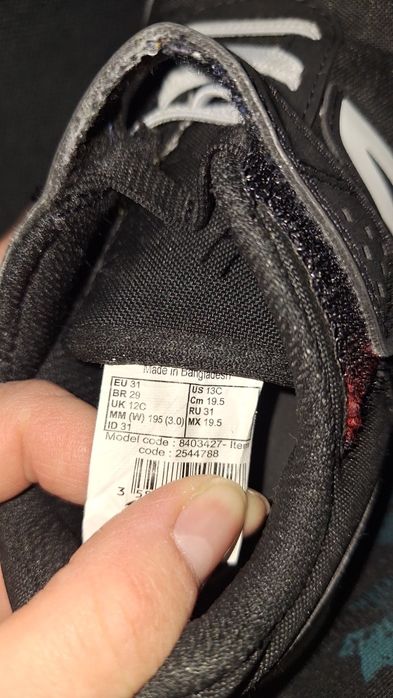 Made in Bangladesh
EU 31 US 13C
BR 29 Cm 19.5
UK 12C RU 31
MM (W) 195 (3.0) MX 19.5
ID 31
Model code : 8403427- Item
code : 2544788
3